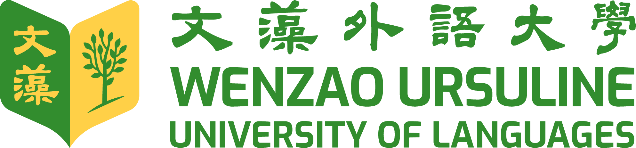 文藻
文藻外語大學
WENZAO URSULINE
UNIVERSITY OF LANGUAGES